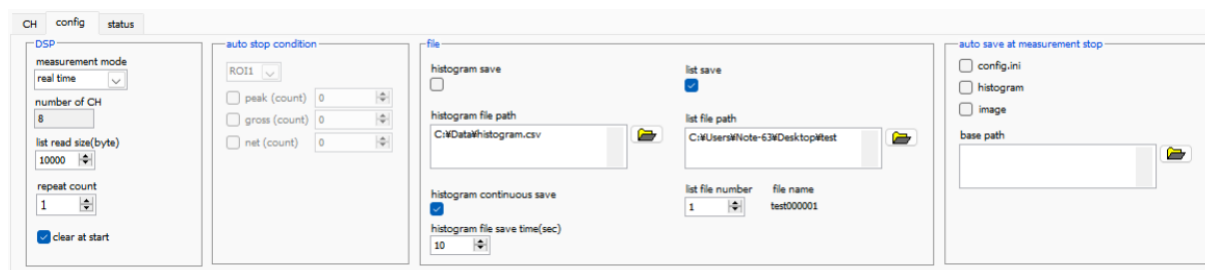 CH config status
DSP
measurement mode
real time
number of CH
8
list read size(byte)
10000
repeat count
1
clear at start
auto stop condition
ROI1
peak (count) 0
gross (count) 0
net (count) 0
file
histogram save
histogram file path
C:¥Data¥histogram.csv
histogram continuous save
histogram file save time(sec)
10
list save
list file path
C:¥Users¥Note-63¥Desktop¥test
list file number file name
1 test000001
auto save at measurement stop
config.ini
histogram
image
base path